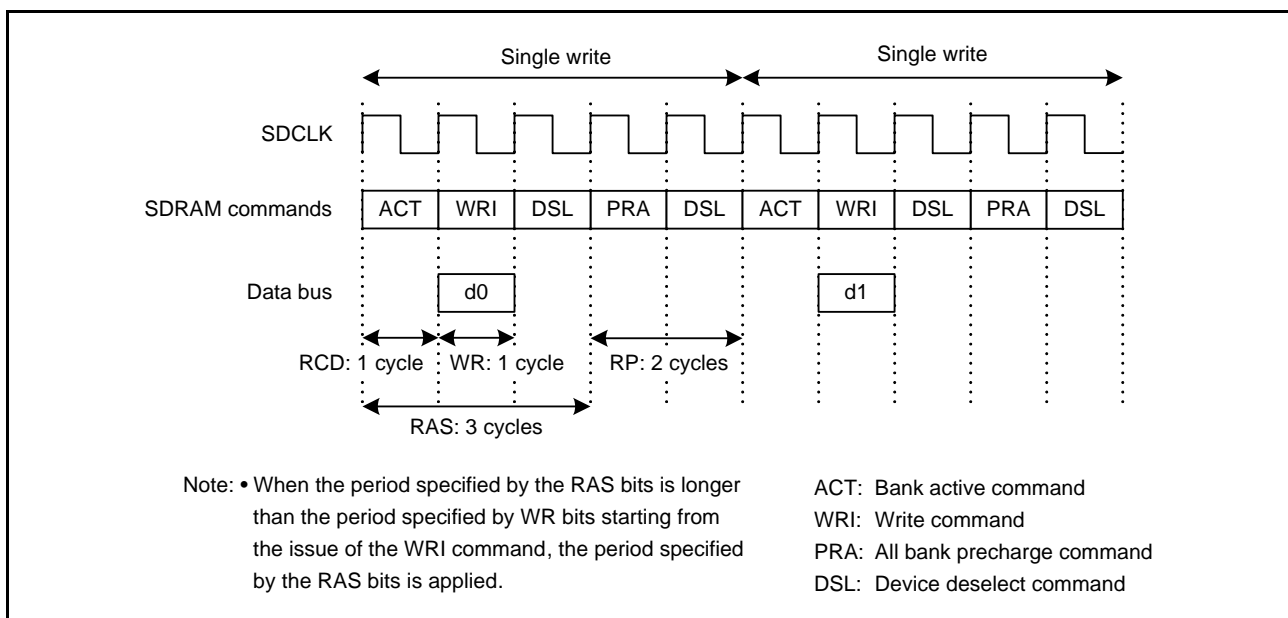 Single write Single write
SDCLK
SDRAM commands ACT WRI DSL PRA DSL ACT WRI DSL PRA DSL
Data bus d0 d1
RCD: 1 cycle WR: 1 cycle RP: 2 cycles
RAS: 3 cycles
Note: • When the period specified by the RAS bits is longer
than the period specified by WR bits starting from
the issue of the WRI command, the period specified
by the RAS bits is applied.
ACT: Bank active command
WRI: Write command
PRA: All bank precharge command
DSL: Device deselect command